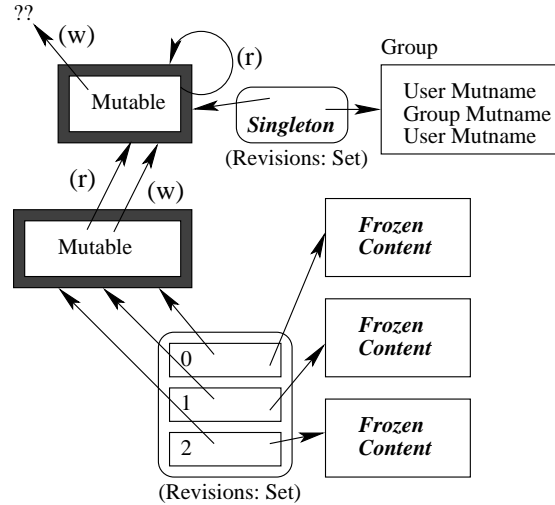 ??
(w)
(r)
Group
Mutable
User Mutname
Group Mutname
User Mutname
Singleton
(Revisions: Set)
(r)
(w)
Mutable
Frozen
Content
Frozen
Content
0
1
2
Frozen
Content
(Revisions: Set)